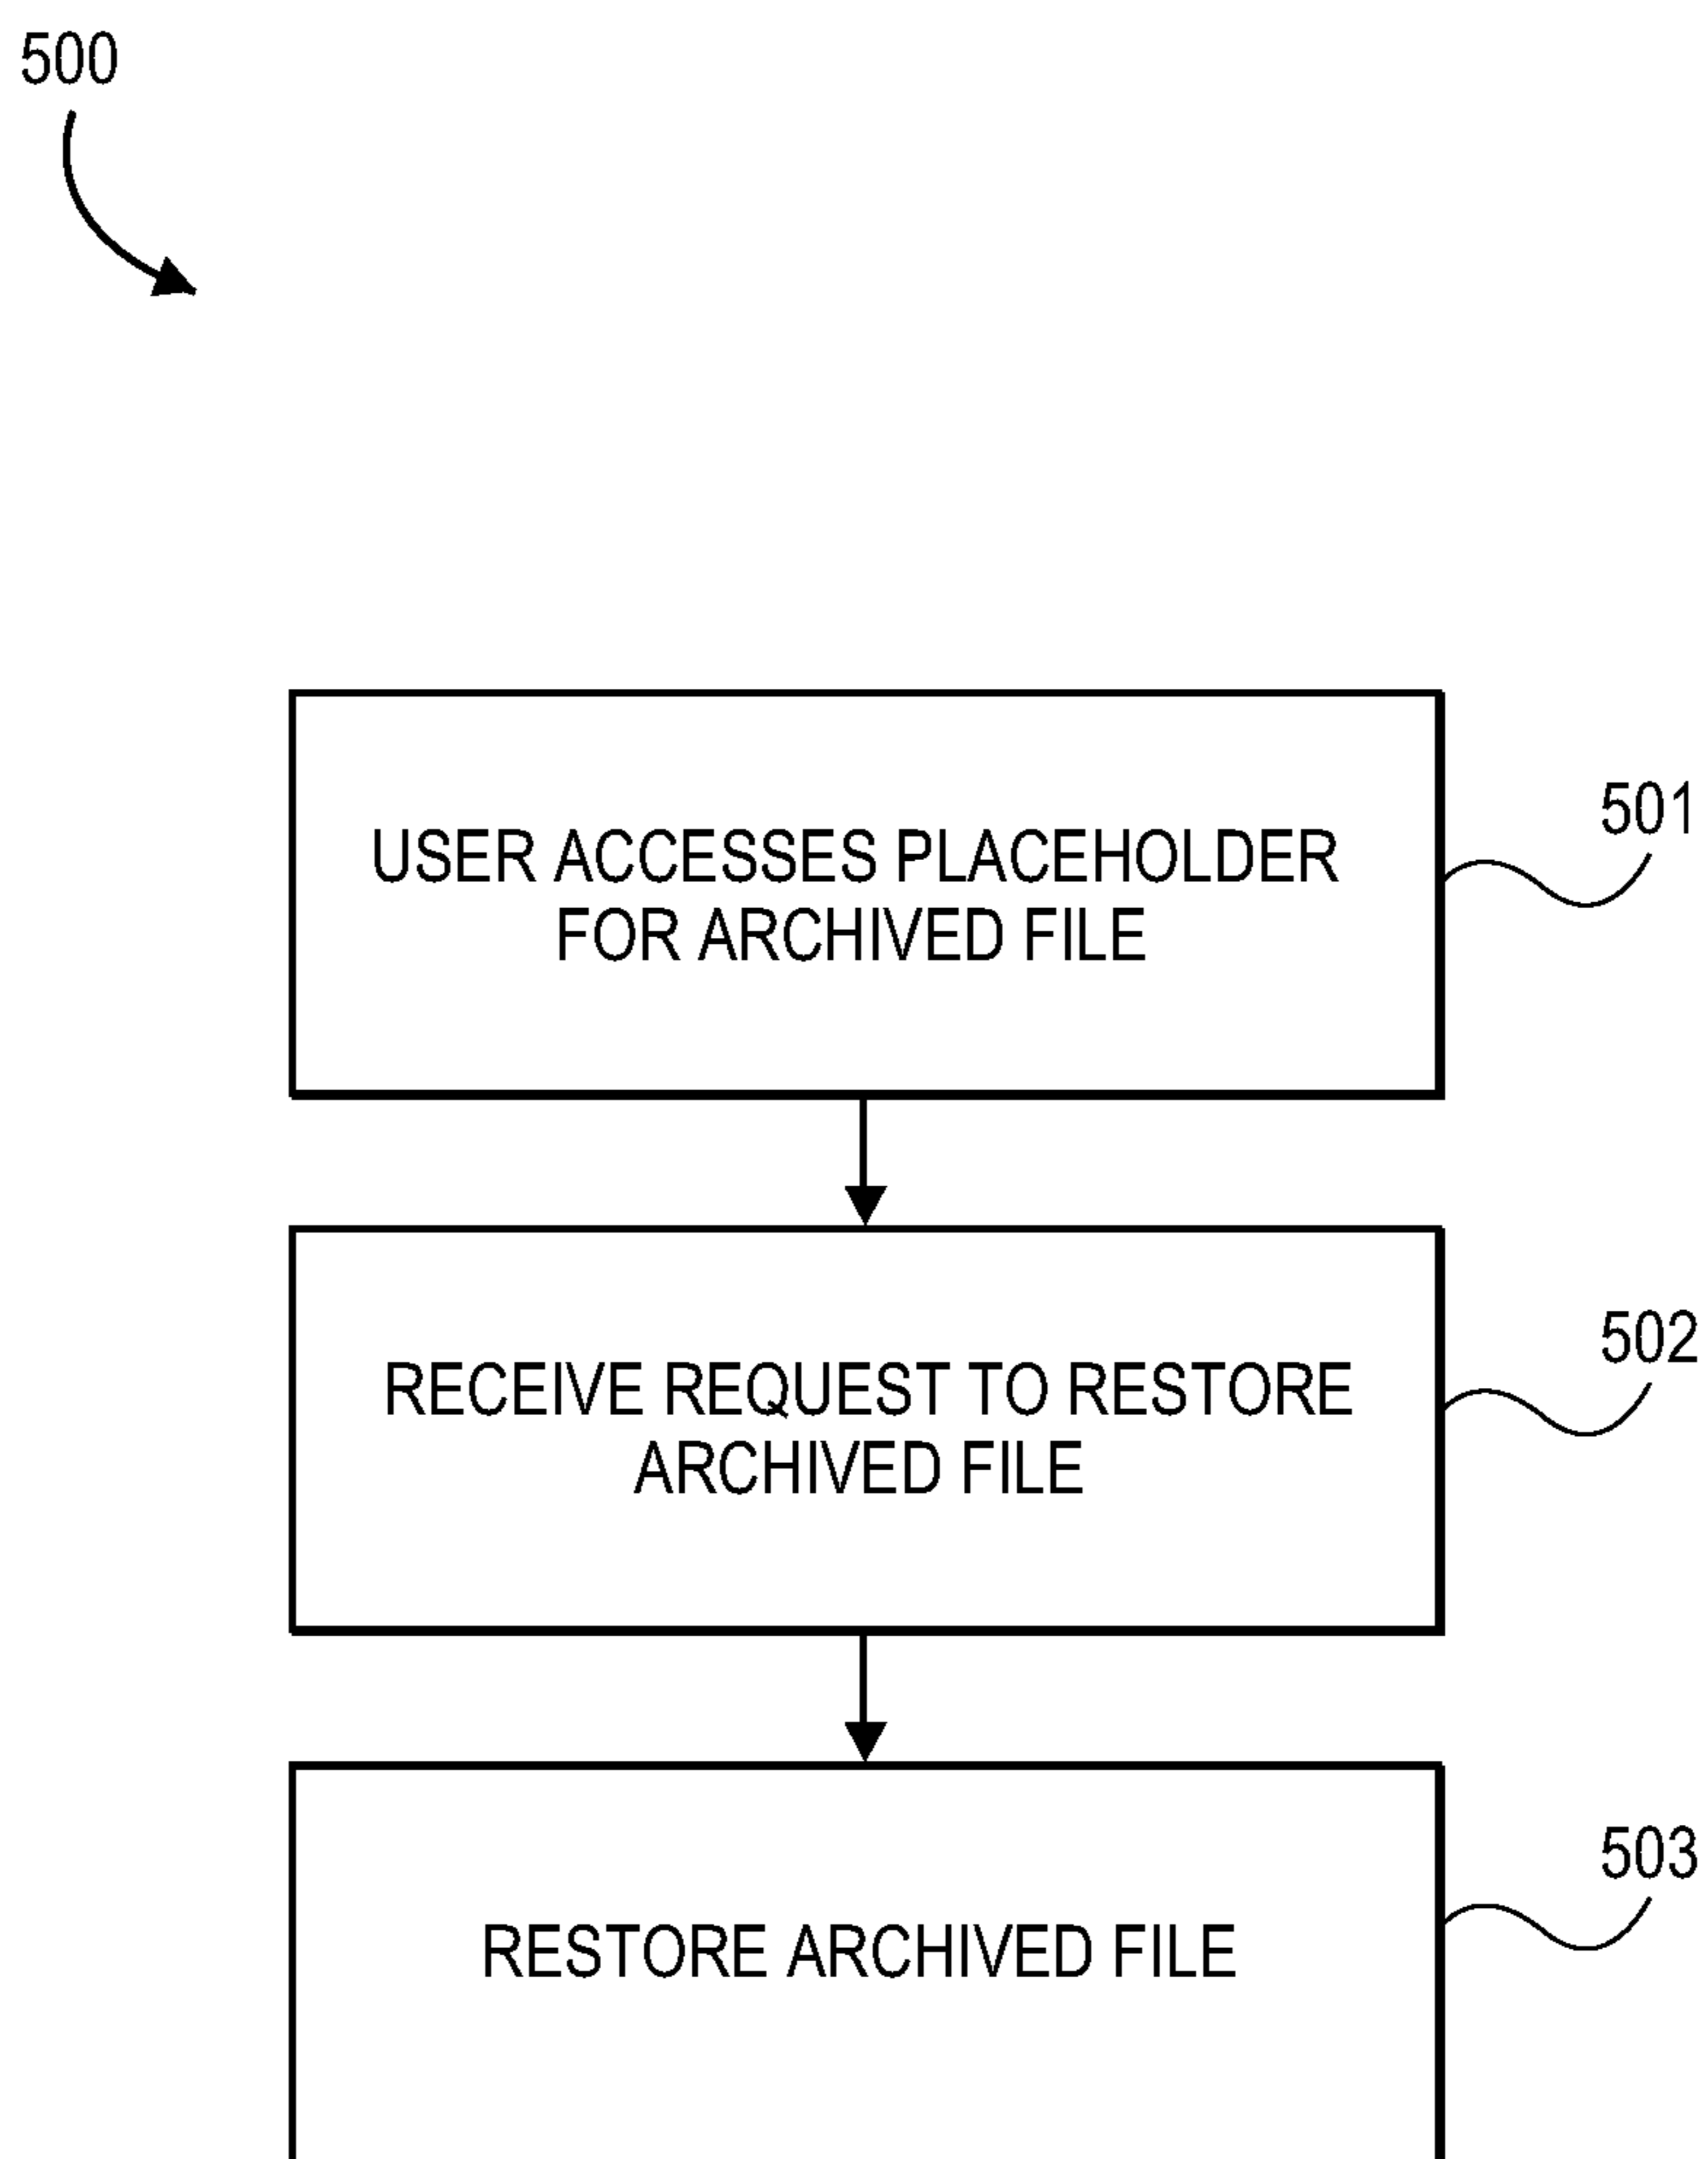 500
USER ACCESSES PLACEHOLDER
FOR ARCHIVED FILE
501
RECEIVE REQUEST TO RESTORE
ARCHIVED FILE
502
RESTORE ARCHIVED FILE
503